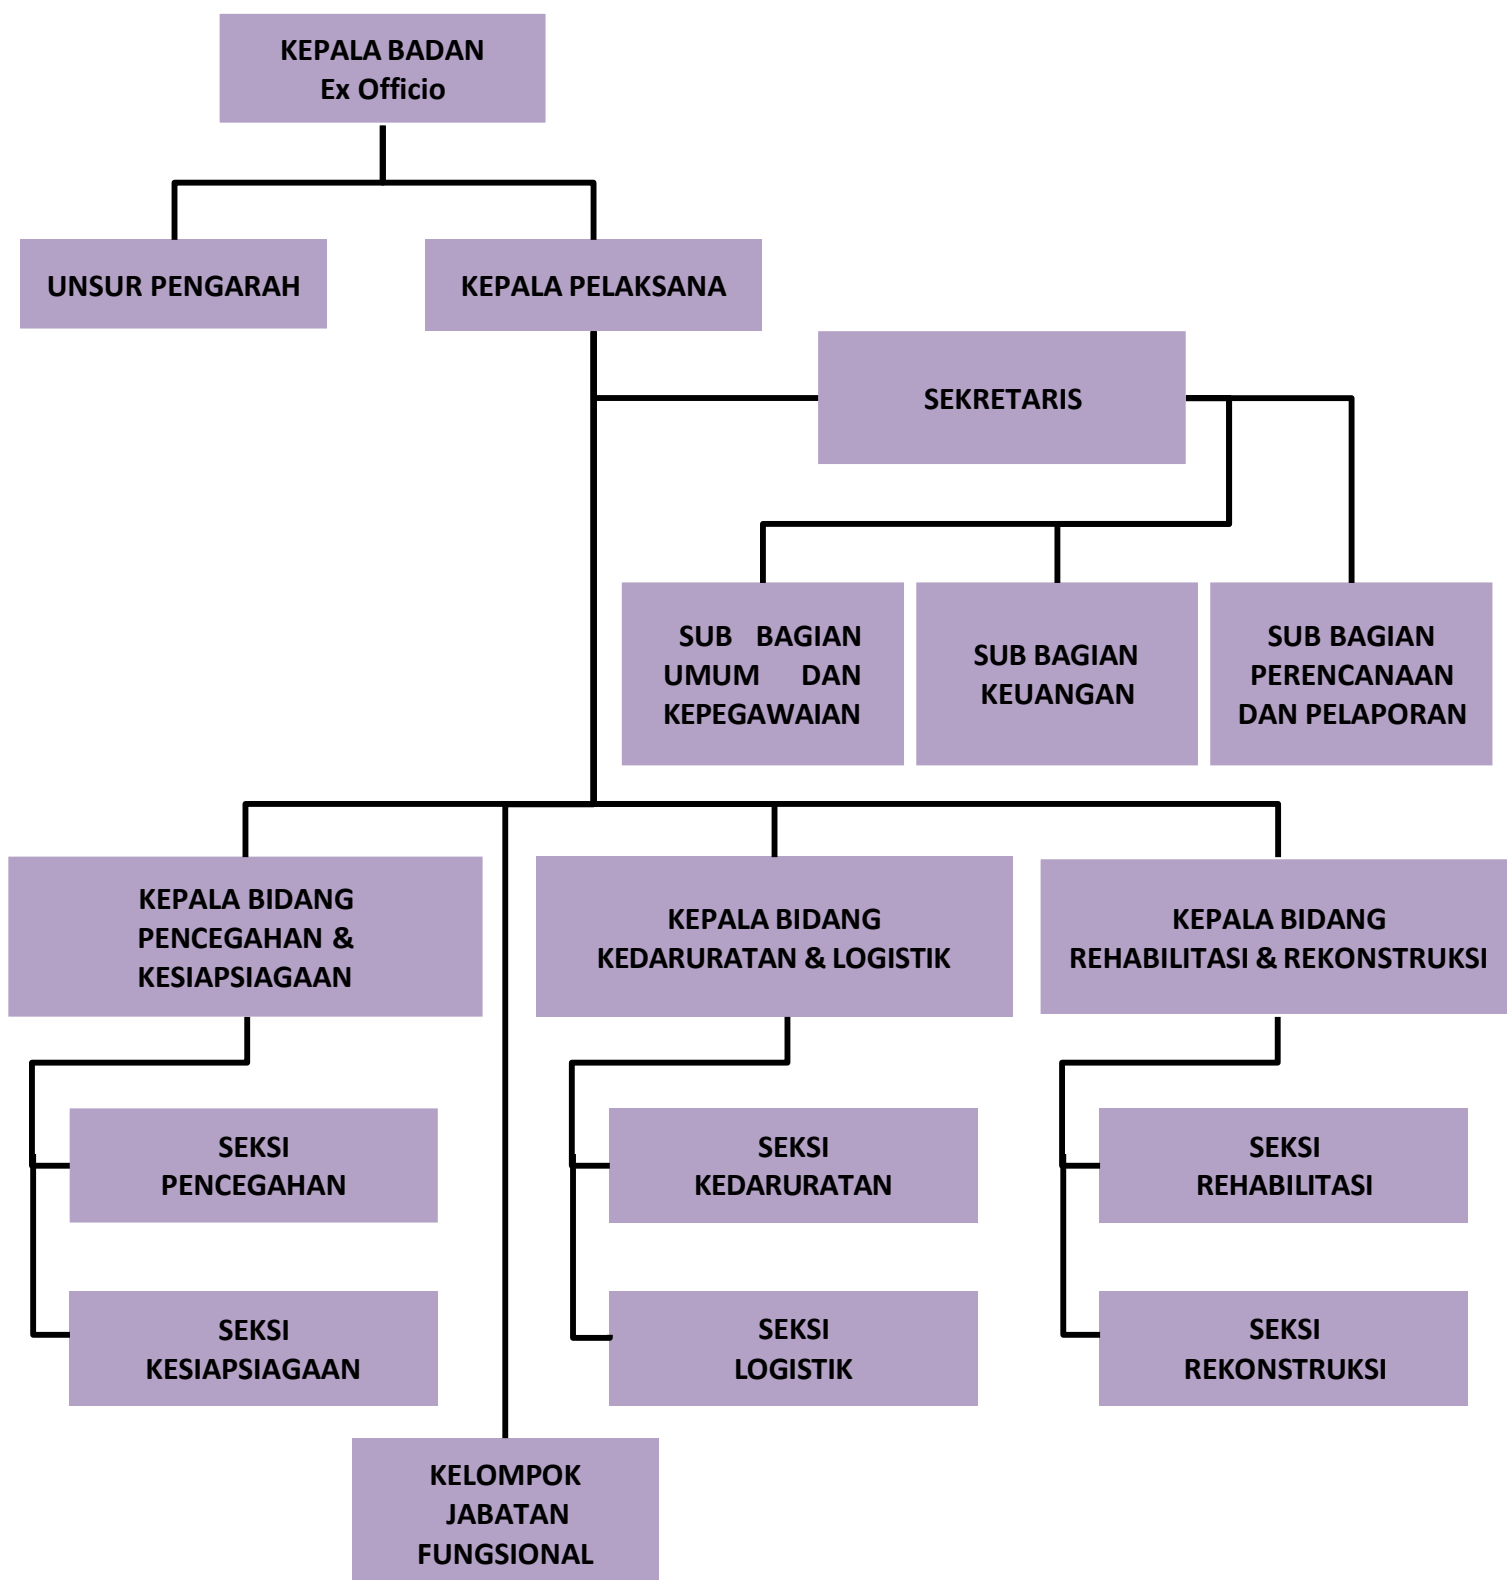 KEPALA BADAN
Ex Officio
UNSUR PENGARAH
KEPALA PELAKSANA
SEKRETARIS
SUB BAGIAN
UMUM DAN
KEPEGAWAIAN
SUB BAGIAN
KEUANGAN
SUB BAGIAN
PERENCANAAN
DAN PELAPORAN
KEPALA BIDANG
PENCEGAHAN &
KESIAPSIAGAAN
KEPALA BIDANG
KEDARURATAN & LOGISTIK
KEPALA BIDANG
REHABILITASI & REKONSTRUKSI
SEKSI
PENCEGAHAN
SEKSI
KEDARURATAN
SEKSI
REHABILITASI
SEKSI
KESIAPSIAGAAN
SEKSI
LOGISTIK
SEKSI
REKONSTRUKSI
KELOMPOK
JABATAN
FUNGSIONAL